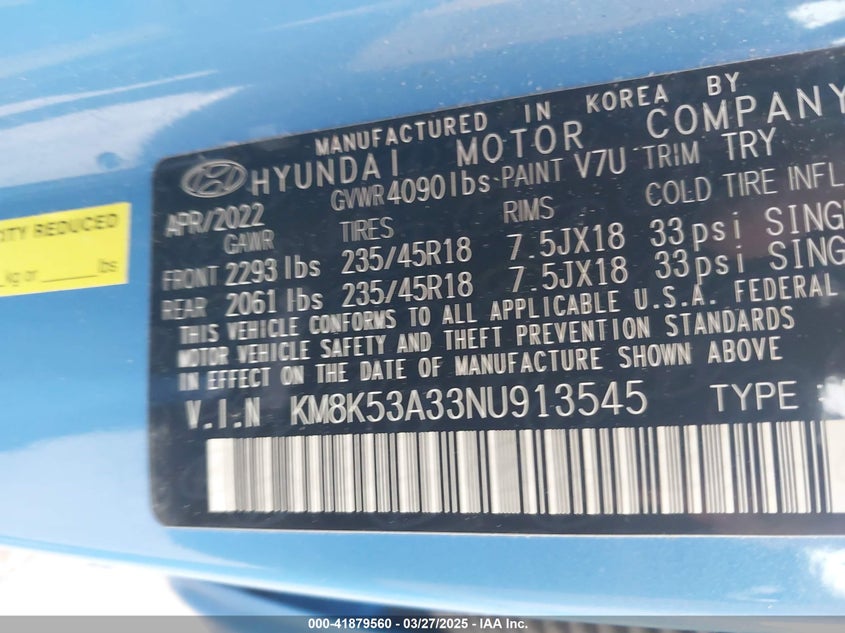 MANUFACTURED IN KOREA BY
HYUNDAI MOTOR COMPANY
APR/2022 GVWR 4090 lbs PAINT V7U TRIM TRY
GAWR TIRES RIMS COLD TIRE INFL
FRONT 2293 lbs 235/45R18 7.5JX18 33 psi SING
REAR 2061 lbs 235/45R18 7.5JX18 33 psi SING
THIS VEHICLE CONFORMS TO ALL APPLICABLE U.S.A. FEDERAL
MOTOR VEHICLE SAFETY AND THEFT PREVENTION STANDARDS
IN EFFECT ON THE DATE OF MANUFACTURE SHOWN ABOVE
V.I.N KM8K53A33NU913545 TYPE
REDUCED
kg or ______ lbs
000-41879560 - 03/27/2025 - IAA Inc.